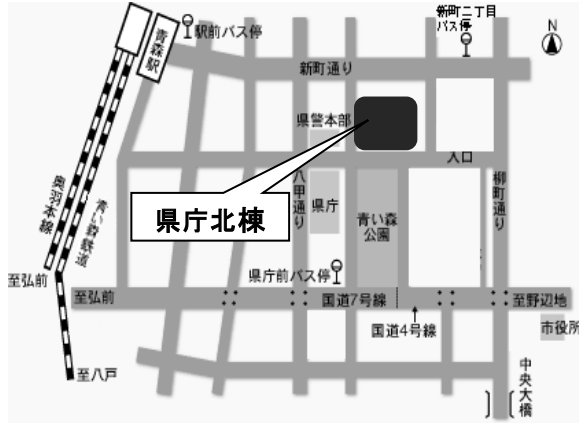 新町二丁目
バス停
駅前バス停
N
青森駅
新町通り
県警本部
入口
奥羽本線
青い森鉄道
県庁北棟
八甲通り
県庁
青い森
公園
柳町通り
県庁前バス停
至弘前
至弘前
国道7号線
至野辺地
国道4号線
市役所
至八戸
中央大橋